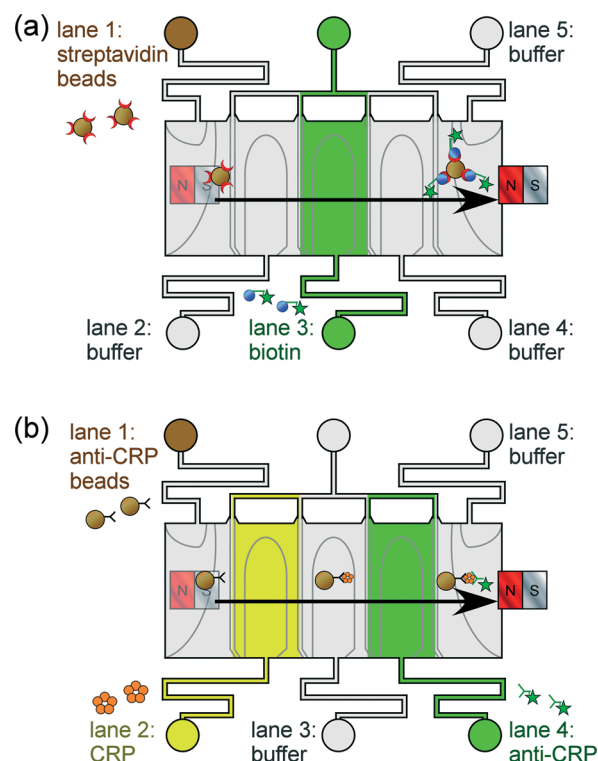 (a)
lane 1:
streptavidin
beads
lane 5:
buffer
N S
N S
lane 2:
buffer
lane 3:
biotin
lane 4:
buffer
(b)
lane 1:
anti-CRP
beads
lane 5:
buffer
N S
N S
lane 2:
CRP
lane 3:
buffer
lane 4:
anti-CRP